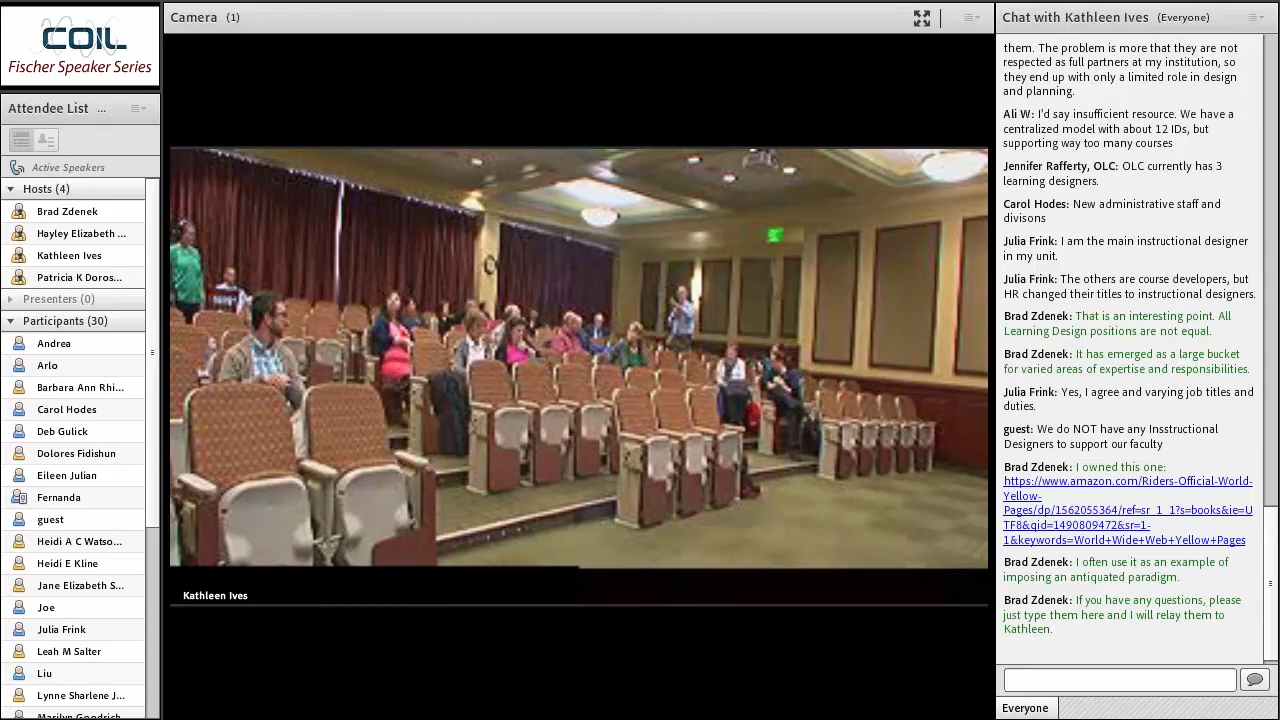 COIL
Fischer Speaker Series
Attendee List ...
Active Speakers
Hosts (4)
Brad Zdenek
Hayley Elizabeth ...
Kathleen Ives
Patricia K Doros...
Presenters (0)
Participants (30)
Andrea
Arlo
Barbara Ann Rhi...
Carol Hodes
Deb Gulick
Dolores Fidishun
Eileen Julian
Fernanda
guest
Heidi A C Watso...
Heidi E Kline
Jane Elizabeth S...
Joe
Julia Frink
Leah M Salter
Liu
Lynne Sharlene J...
Marilyn Goodrich
Camera (1)
Kathleen Ives
Chat with Kathleen Ives (Everyone)
them. The problem is more that they are not
respected as full partners at my institution, so
they end up with only a limited role in design
and planning.
Ali W: I'd say insufficient resource. We have a
centralized model with about 5 IDs, but
supporting way too many courses
Jennifer Rafferty, OLC: OLC currently has 3
learning designers.
Carol Hodes: New administrative staff and
divisons
Julia Frink: I am the main instructional designer
in my unit.
Julia Frink: The others are course developers, but
HR changed their titles to instructional designers.
Brad Zdenek: That is an interesting point. All
Learning Design positions are not equal.
Brad Zdenek: It has emerged as a large bucket
for varied areas of expertise and responsibilities.
Julia Frink: Yes, I agree and varying job titles and
duties.
guest: We do NOT have any Insstructional
Designers to support our faculty
Brad Zdenek: I owned this one:
https://www.amazon.com/Riders-Official-World-
Yellow-
Pages/dp/1562055364/ref=sr_1_1?s=books&ie=U
TF8&qid=1490809472&sr=1-
1&keywords=World+Wide+Web+Yellow+Pages
Brad Zdenek: I often use it as an example of
imposing an antiquated paradigm.
Brad Zdenek: If you have any questions, please
just type them here and I will relay them to
Kathleen.
Everyone